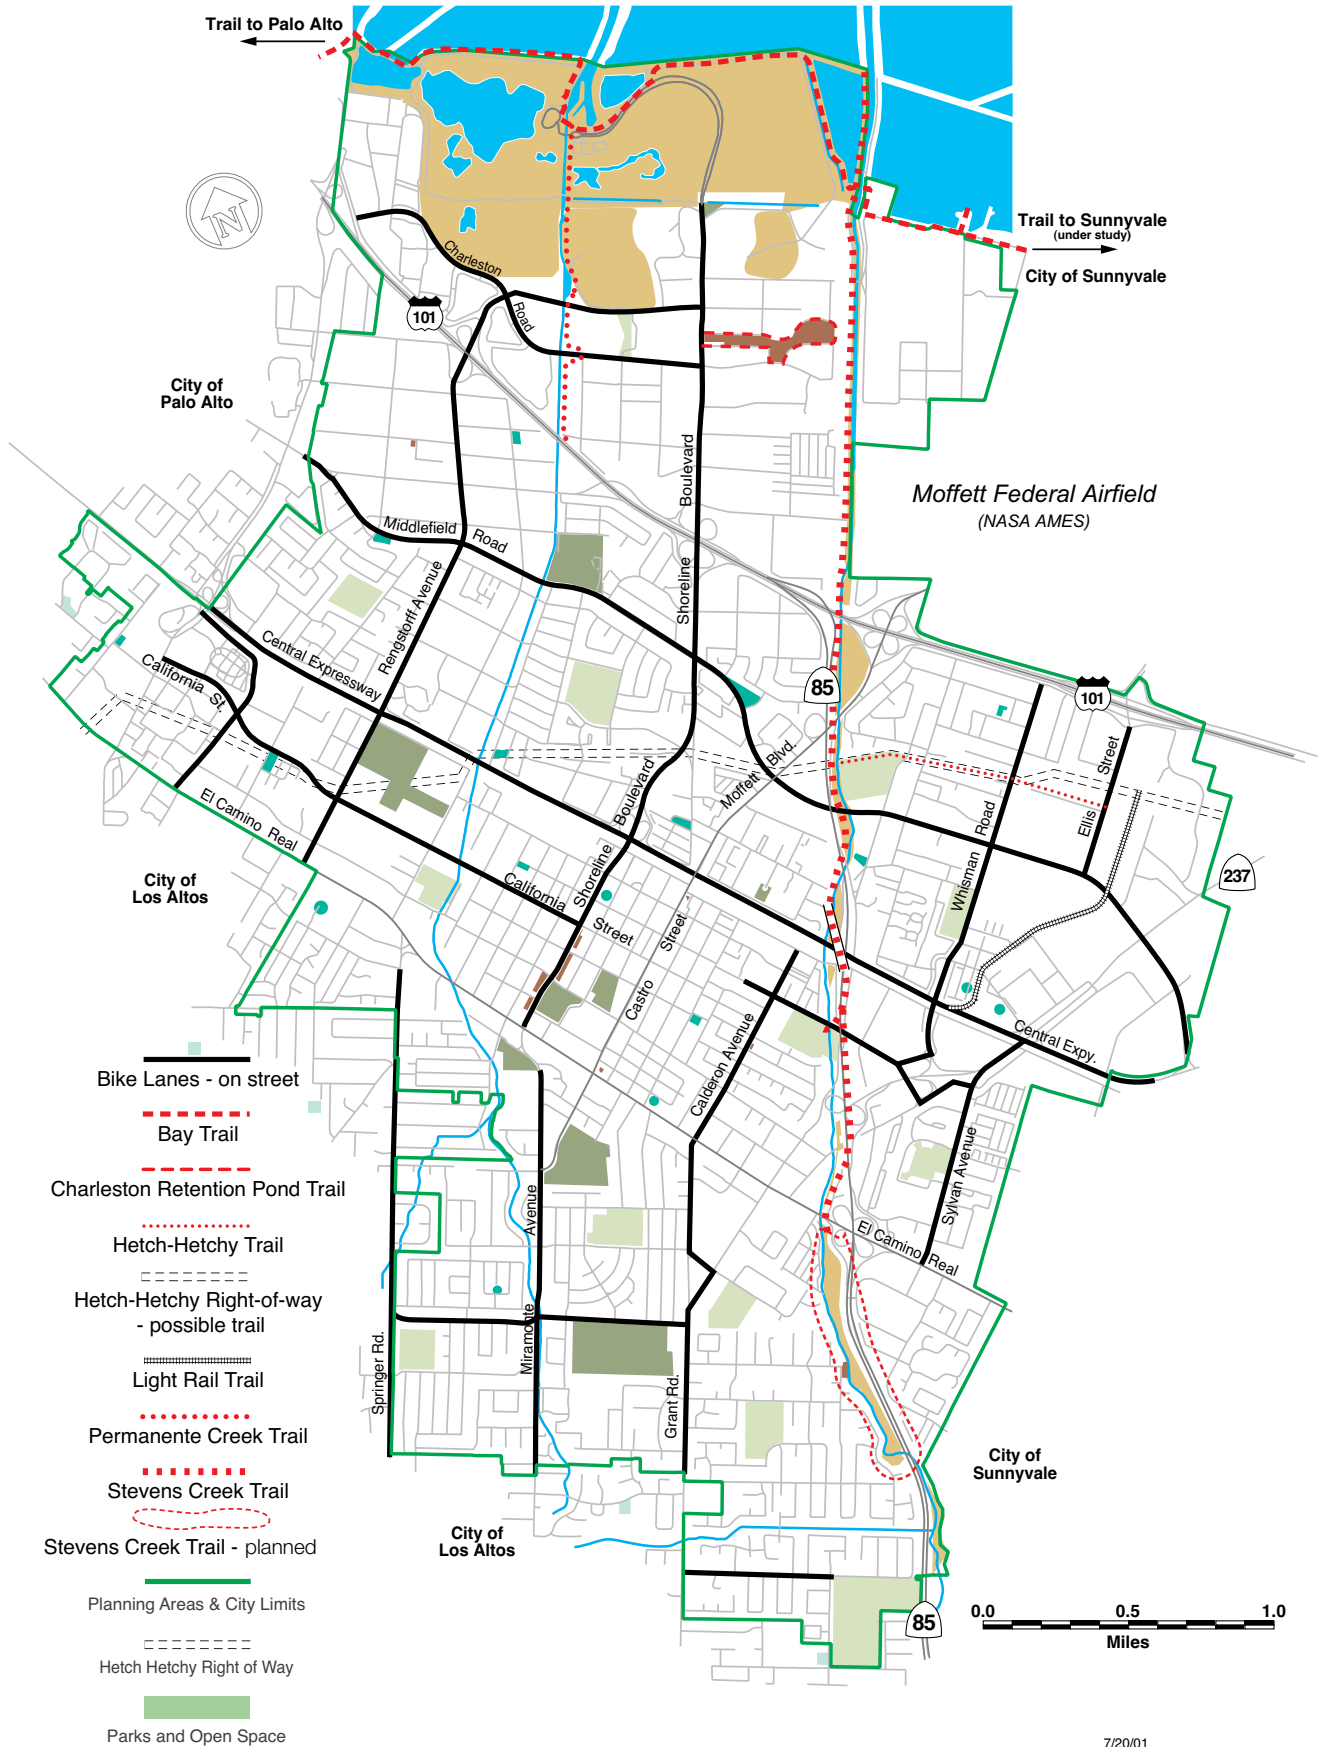 Trail to Palo Alto
N
Trail to Sunnyvale
(under study)
City of Sunnyvale
Charleston
Road
101
City of
Palo Alto
Boulevard
Shoreline
Moffett Federal Airfield
(NASA AMES)
Middlefield
Road
Rengstorff Avenue
Central Expressway
California St.
85
101
Street
Ellis
Moffett Blvd.
Boulevard
Shoreline
El Camino Real
Road
Whisman
237
City of
Los Altos
California
Street
Street
Castro
Calderon Avenue
Central Expy.
Sylvan Avenue
Avenue
Miramonte
El Camino Real
Springer Rd.
Grant Rd.
City of
Sunnyvale
City of
Los Altos
85
Bike Lanes - on street
Bay Trail
Charleston Retention Pond Trail
Hetch-Hetchy Trail
Hetch-Hetchy Right-of-way
- possible trail
Light Rail Trail
Permanente Creek Trail
Stevens Creek Trail
Stevens Creek Trail - planned
Planning Areas & City Limits
Hetch Hetchy Right of Way
Parks and Open Space
0.0 0.5 1.0
Miles
7/20/01